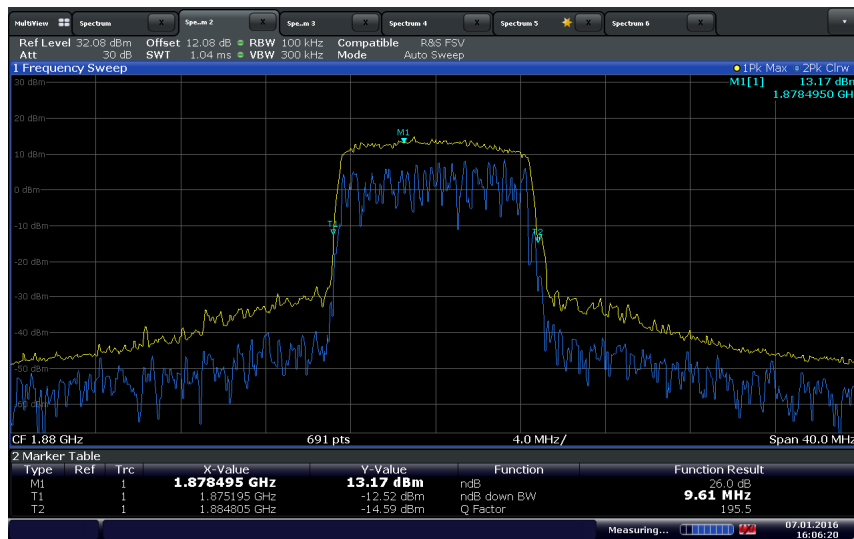 MultiView Spectrum X Spe...m 2 X Spe...m 3 X Spectrum 4 X Spectrum 5 X Spectrum 6 X
Ref Level 32.08 dBm Offset 12.08 dB RBW 100 kHz Compatible R&S FSV
Att 30 dB SWT 1.04 ms VBW 300 kHz Mode Auto Sweep
1 Frequency Sweep 1Pk Max 2Pk Clrw
30 dBm M1[1] 13.17 dBm
1.8784950 GH
20 dBm
M1
10 dBm
0 dBm
T1
-10 dBm
T2
-20 dBm
-30 dBm
-40 dBm
-50 dBm
-60 dBm
CF 1.88 GHz 691 pts 4.0 MHz/ Span 40.0 MHz
2 Marker Table
Type Ref Trc X-Value Y-Value Function Function Result
M1 1 1.878495 GHz 13.17 dBm ndB 26.0 dB
T1 1 1.875195 GHz -12.52 dBm ndB down BW 9.61 MHz
T2 1 1.884805 GHz -14.59 dBm Q Factor 195.5
Measuring... 07.01.2016
16:06:20